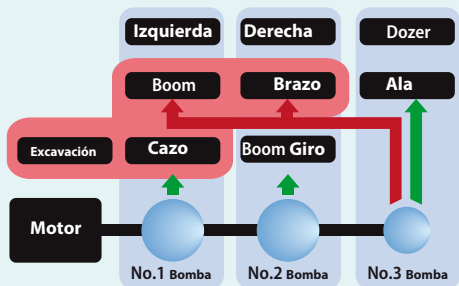 Izquierda Derecha Dozer
Boom Brazo Ala
Excavación Cazo Boom Giro
Motor
No.1 Bomba No.2 Bomba No.3 Bomba